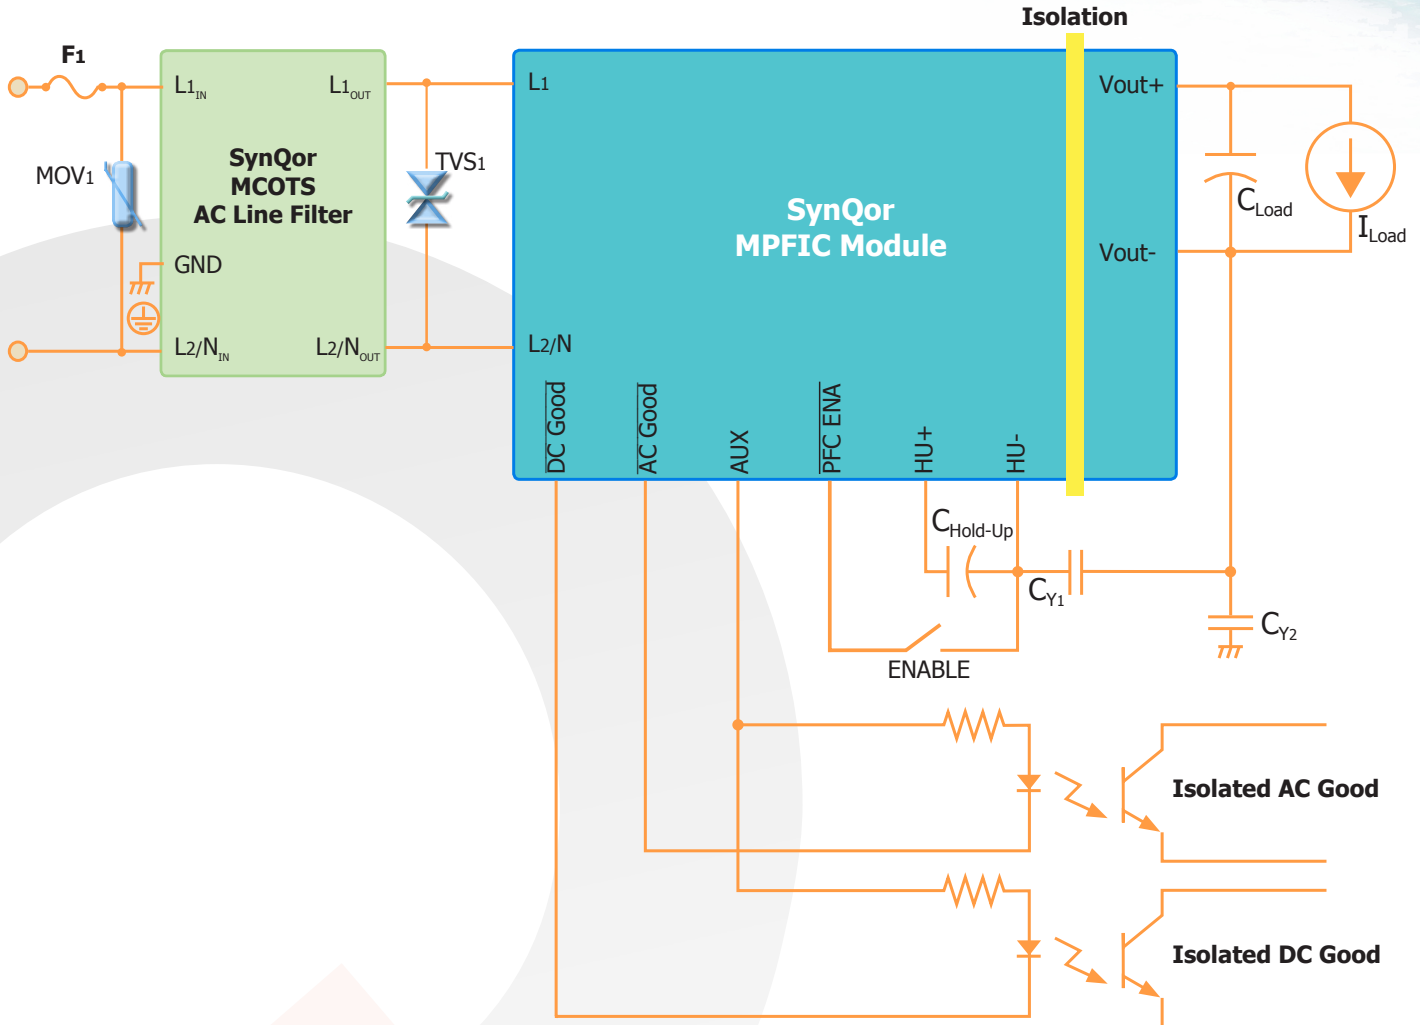 Isolation
F1
L1IN
L1OUT
L1
Vout+
SynQor
MCOTS
AC Line Filter
MOV1
TVS1
SynQor
MPFIC Module
CLoad
ILoad
GND
Vout-
L2/NIN
L2/NOUT
L2/N
DC Good
AC Good
AUX
PFC ENA
HU+
HU-
CHold-Up
CY1
CY2
ENABLE
Isolated AC Good
Isolated DC Good